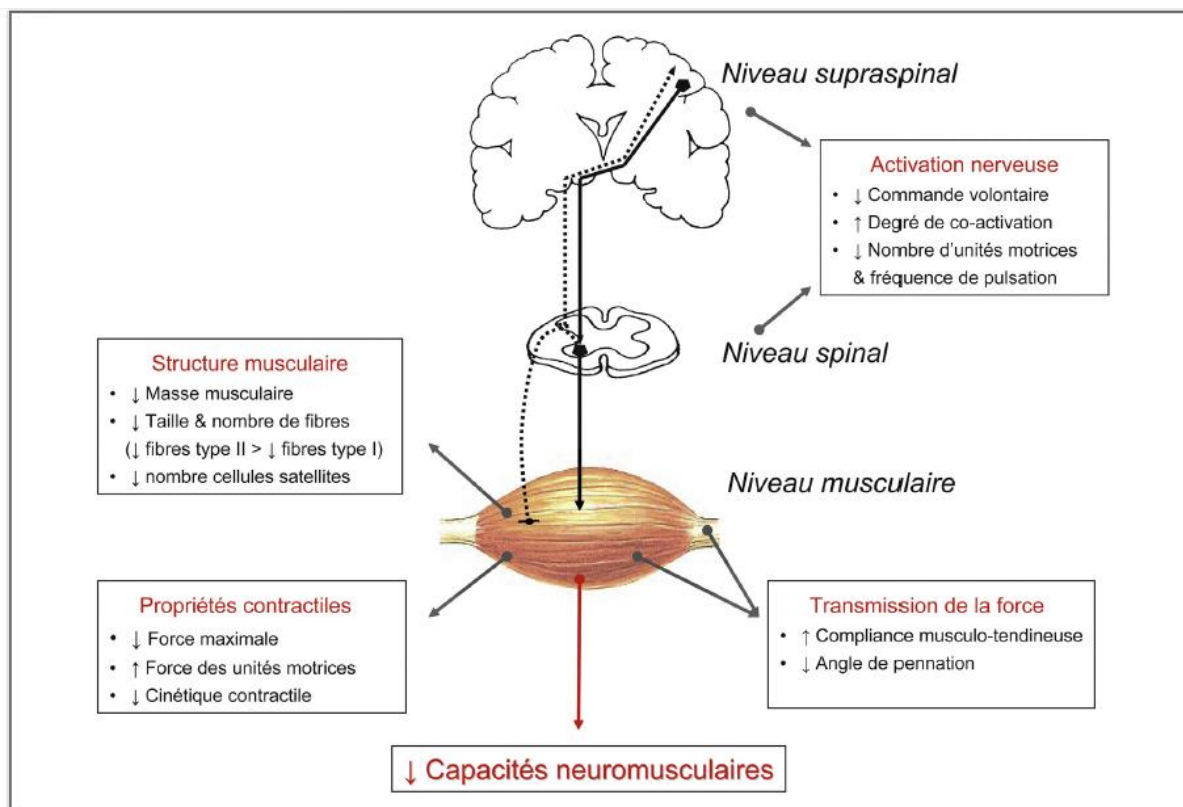 Niveau supraspinal
Activation nerveuse
• ↓ Commande volontaire
• ↑ Degré de co-activation
• ↓ Nombre d'unités motrices
& fréquence de pulsation
Niveau spinal
Structure musculaire
• ↓ Masse musculaire
• ↓ Taille & nombre de fibres
(↓ fibres type II > ↓ fibres type I)
• ↓ nombre cellules satellites
Niveau musculaire
Propriétés contractiles
• ↓ Force maximale
• ↑ Force des unités motrices
• ↓ Cinétique contractile
Transmission de la force
• ↑ Compliance musculo-tendineuse
• ↓ Angle de pennation
↓ Capacités neuromusculaires